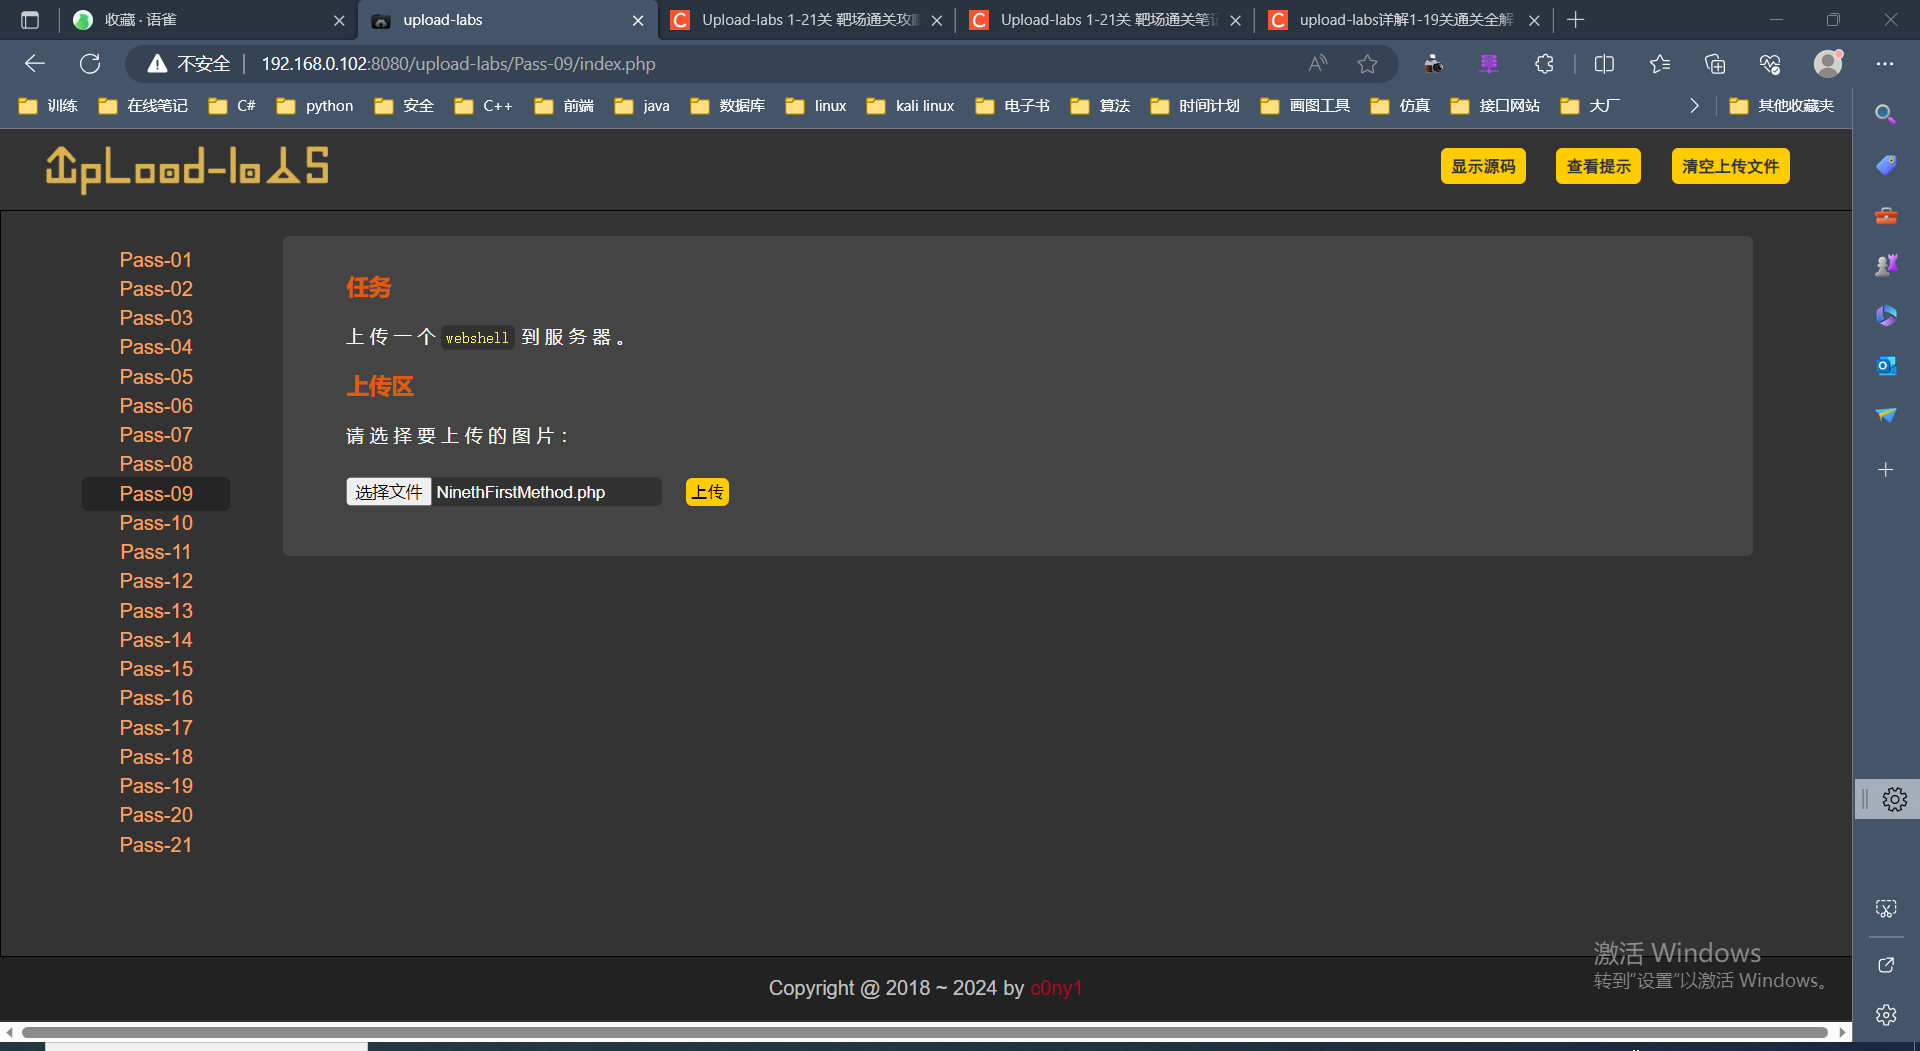 收藏 · 语雀
upload-labs
Upload-labs 1-21关 靶场通关攻
Upload-labs 1-21关 靶场通关笔
upload-labs详解1-19关通关全解
不安全
192.168.0.102:8080/upload-labs/Pass-09/index.php
训练
在线笔记
C#
python
安全
C++
前端
java
数据库
linux
kali linux
电子书
算法
时间计划
画图工具
仿真
接口网站
大厂
其他收藏夹
UpLoad-labs
显示源码
查看提示
清空上传文件
Pass-01
Pass-02
Pass-03
Pass-04
Pass-05
Pass-06
Pass-07
Pass-08
Pass-09
Pass-10
Pass-11
Pass-12
Pass-13
Pass-14
Pass-15
Pass-16
Pass-17
Pass-18
Pass-19
Pass-20
Pass-21
任务
上传一个 webshell 到服务器。
上传区
请选择要上传的图片：
选择文件 NinethFirstMethod.php
上传
激活 Windows
转到"设置"以激活 Windows。
Copyright @ 2018 ~ 2024 by c0ny1